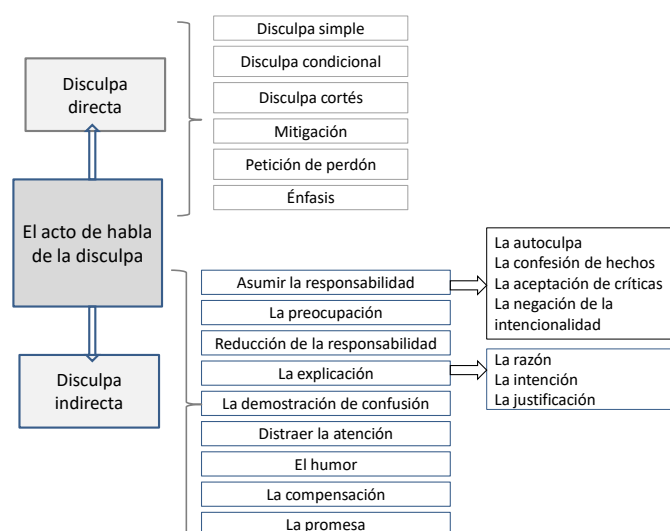 Disculpa
directa
El acto de habla
de la disculpa
Disculpa
indirecta
Disculpa simple
Disculpa condicional
Disculpa cortés
Mitigación
Petición de perdón
Énfasis
Asumir la responsabilidad
La preocupación
Reducción de la responsabilidad
La explicación
La demostración de confusión
Distraer la atención
El humor
La compensación
La promesa
La autoculpa
La confesión de hechos
La aceptación de críticas
La negación de la
intencionalidad
La razón
La intención
La justificación